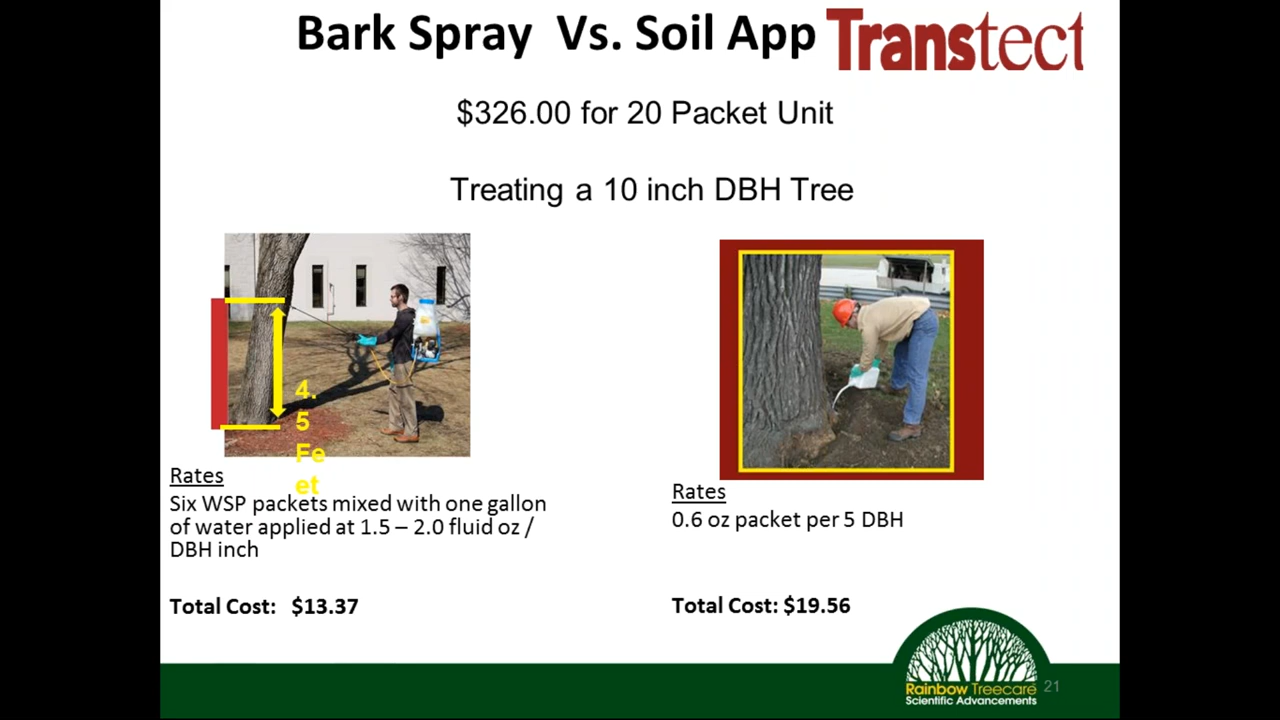 Bark Spray Vs. Soil App Transtect
$326.00 for 20 Packet Unit
Treating a 10 inch DBH Tree
4.
5
Fe
et
Rates
Six WSP packets mixed with one gallon
of water applied at 1.5 – 2.0 fluid oz /
DBH inch
Total Cost: $13.37
Rates
0.6 oz packet per 5 DBH
Total Cost: $19.56
Rainbow Treecare
Scientific Advancements
21